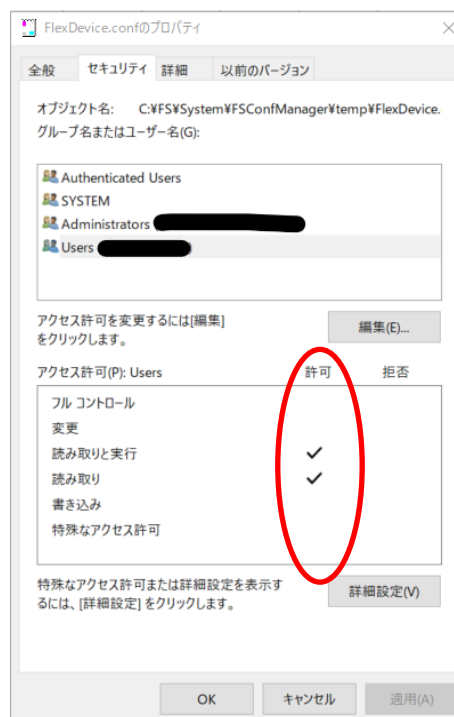 FlexDevice.confのプロパティ
全般 セキュリティ 詳細 以前のバージョン
オブジェクト名: C:¥FS¥System¥FSConfManager¥temp¥FlexDevice.
グループ名またはユーザー名(G):
Authenticated Users
SYSTEM
Administrators
Users
アクセス許可を変更するには[編集]
をクリックします。
編集(E)...
アクセス許可(P): Users 許可 拒否
フル コントロール
変更
読み取りと実行
読み取り
書き込み
特殊なアクセス許可
特殊なアクセス許可または詳細設定を表示す
るには、[詳細設定] をクリックします。
詳細設定(V)
OK キャンセル 適用(A)